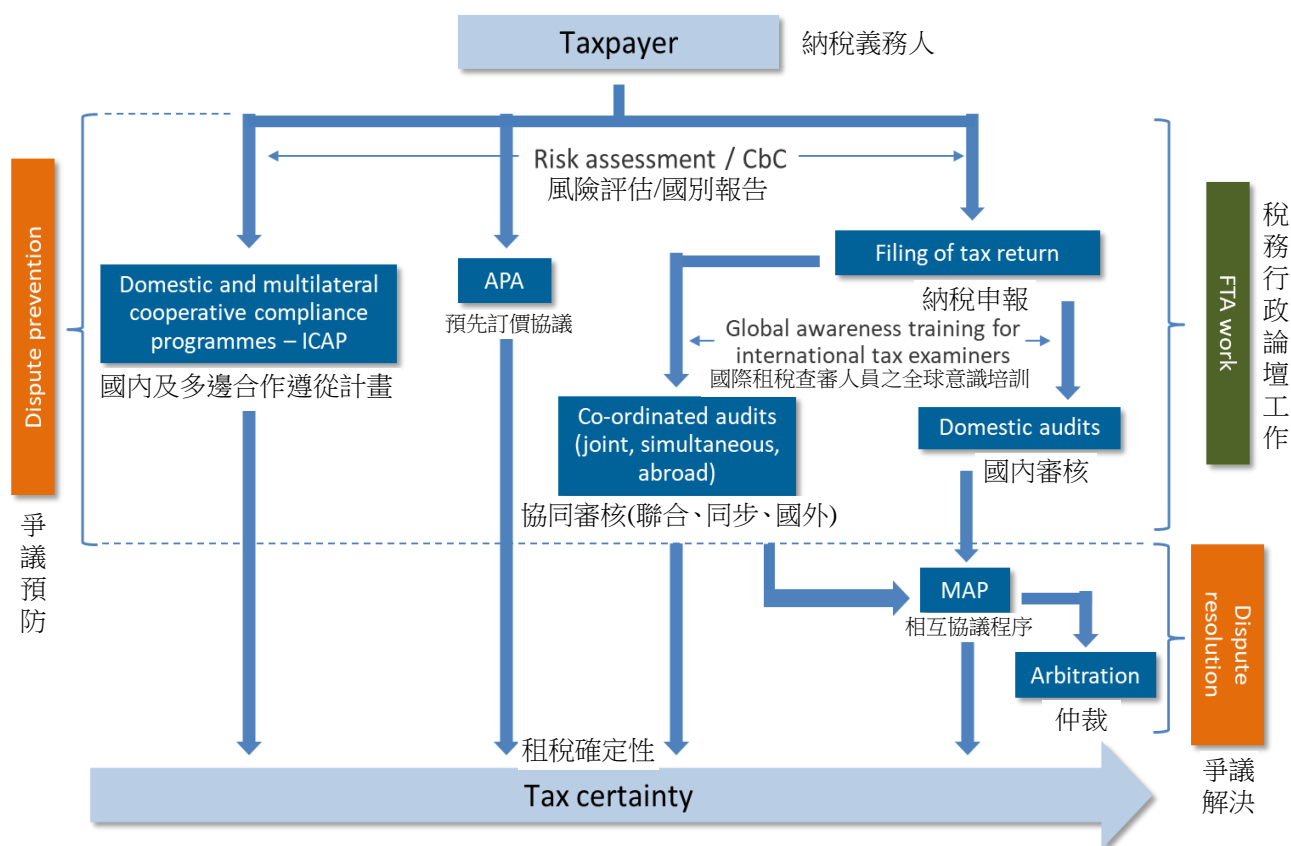 Taxpayer
納稅義務人
Risk assessment / CbC
風險評估/國別報告
Dispute prevention
爭議預防
Domestic and multilateral
cooperative compliance
programmes – ICAP
國內及多邊合作遵從計畫
APA
預先訂價協議
Filing of tax return
納稅申報
Global awareness training for
international tax examiners
國際租稅查審人員之全球意識培訓
Co-ordinated audits
(joint, simultaneous,
abroad)
協同審核(聯合、同步、國外)
Domestic audits
國內審核
FTA work
稅務行政論壇工作
MAP
相互協議程序
Arbitration
仲裁
Dispute
resolution
爭議
解決
租稅確定性
Tax certainty